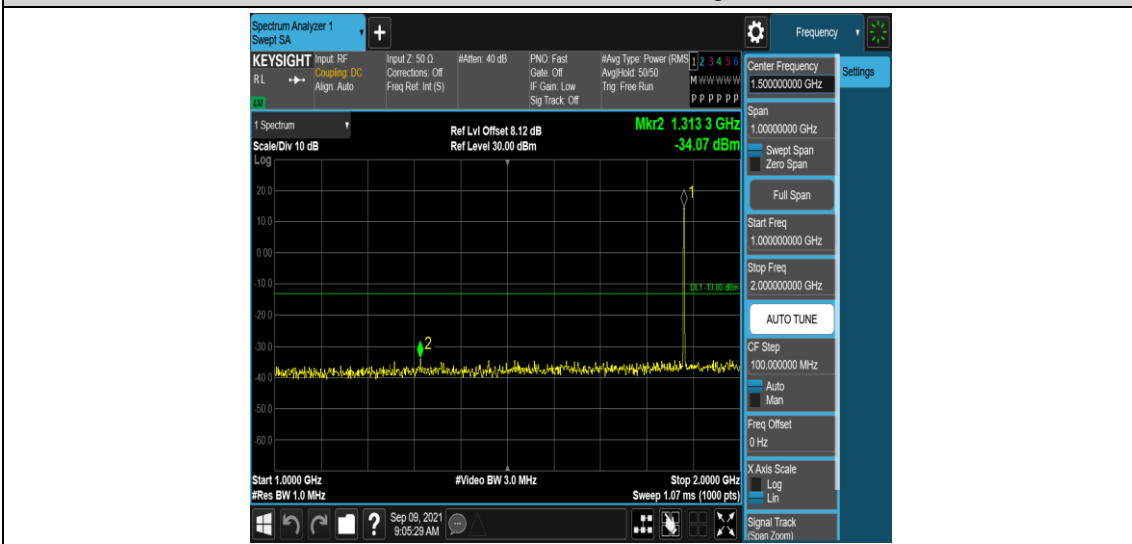 Spectrum Analyzer 1
Swept SA
+
Frequency
KEYSIGHT
Input: RF
Coupling: DC
Align: Auto
R L
LXI
Input Z: 50 Ω
Corrections: Off
Freq Ref: Int (S)
#Atten: 40 dB
PNO: Fast
Gate: Off
IF Gain: Low
Sig Track: Off
#Avg Type: Power (RMS
Avg|Hold: 50/50
Trig: Free Run
1 2 3 4 5 6
M W W W W W
P P P P P P
Center Frequency
1.500000000 GHz
Settings
1 Spectrum
Scale/Div 10 dB
Ref Lvl Offset 8.12 dB
Ref Level 30.00 dBm
Mkr2 1.313 3 GHz
-34.07 dBm
Log
20.0
10.0
0.00
-10.0
-20.0
-30.0
-40.0
-50.0
-60.0
1
2
DL1 -13.00 dBm
Start 1.0000 GHz
#Res BW 1.0 MHz
#Video BW 3.0 MHz
Stop 2.0000 GHz
Sweep 1.07 ms (1000 pts)
Span
1.00000000 GHz
Swept Span
Zero Span
Full Span
Start Freq
1.000000000 GHz
Stop Freq
2.000000000 GHz
AUTO TUNE
CF Step
100.000000 MHz
Auto
Man
Freq Offset
0 Hz
X Axis Scale
Log
Lin
Signal Track
(Span Zoom)
?
Sep 09, 2021
9:05:29 AM